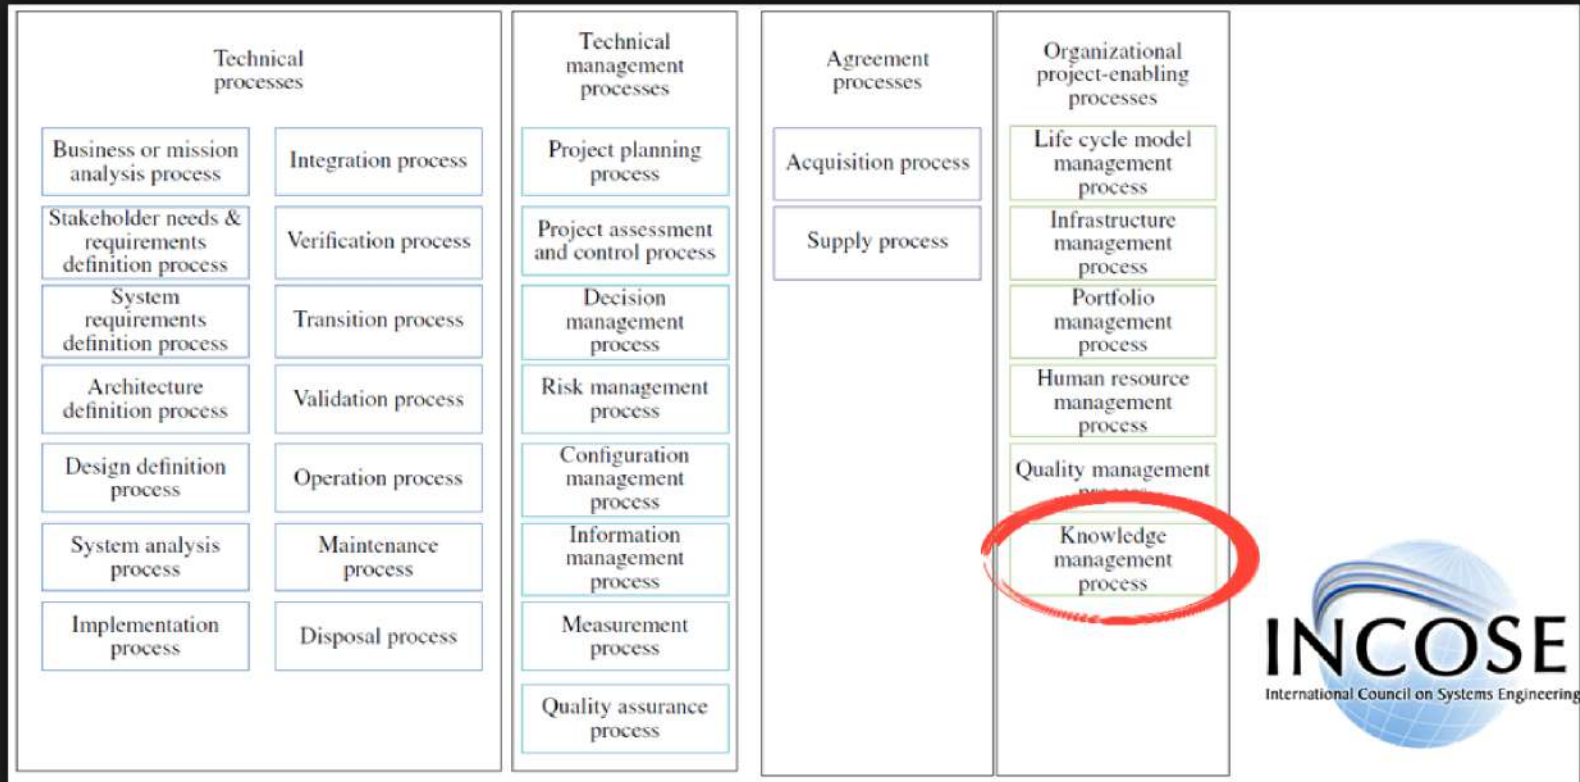 Technical
processes
Business or mission
analysis process
Stakeholder needs &
requirements
definition process
System
requirements
definition process
Architecture
definition process
Design definition
process
System analysis
process
Implementation
process
Integration process
Verification process
Transition process
Validation process
Operation process
Maintenance
process
Disposal process
Technical
management
processes
Project planning
process
Project assessment
and control process
Decision
management
process
Risk management
process
Configuration
management
process
Information
management
process
Measurement
process
Quality assurance
process
Agreement
processes
Acquisition process
Supply process
Organizational
project-enabling
processes
Life cycle model
management
process
Infrastructure
management
process
Portfolio
management
process
Human resource
management
process
Quality management
process
Knowledge
management
process
INCOSE
International Council on Systems Engineering